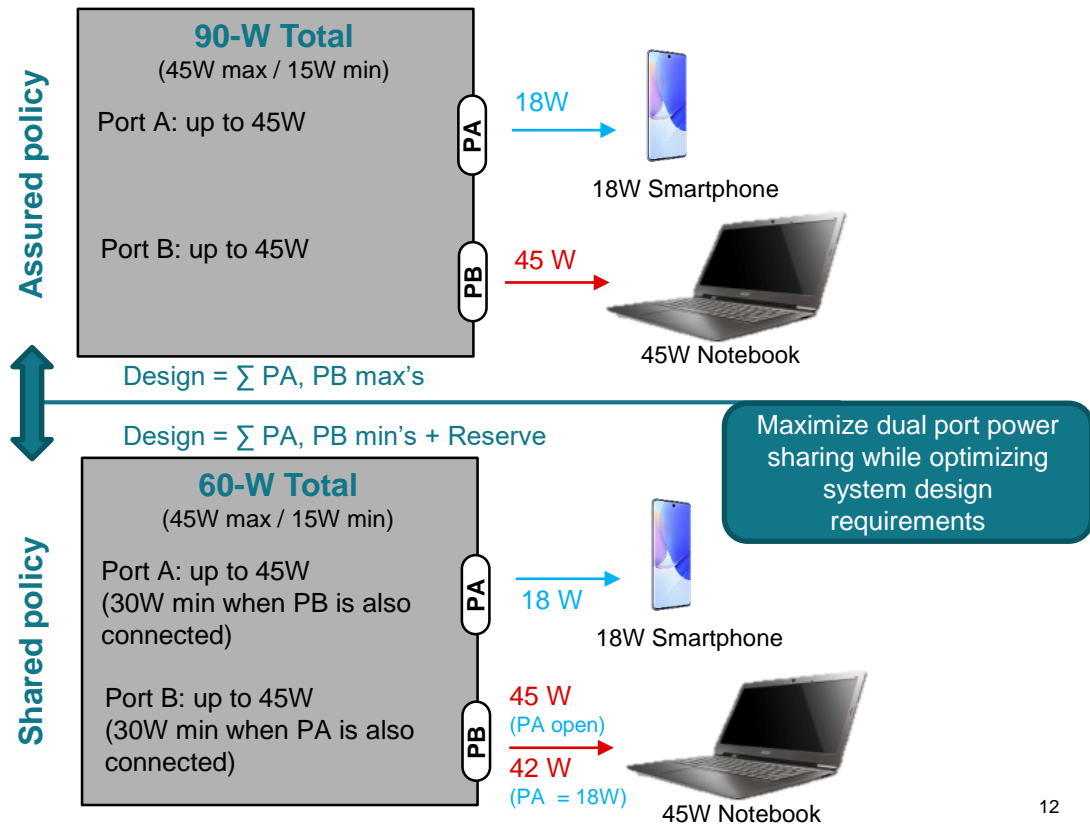 Assured policy
90-W Total
(45W max / 15W min)
Port A: up to 45W
PA
18W
18W Smartphone
Port B: up to 45W
PB
45 W
45W Notebook
Design = ∑ PA, PB max's
Design = ∑ PA, PB min's + Reserve
Maximize dual port power
sharing while optimizing
system design
requirements
Shared policy
60-W Total
(45W max / 15W min)
Port A: up to 45W
(30W min when PB is also
connected)
PA
18 W
18W Smartphone
Port B: up to 45W
(30W min when PA is also
connected)
PB
45 W
(PA open)
42 W
(PA = 18W)
45W Notebook
12